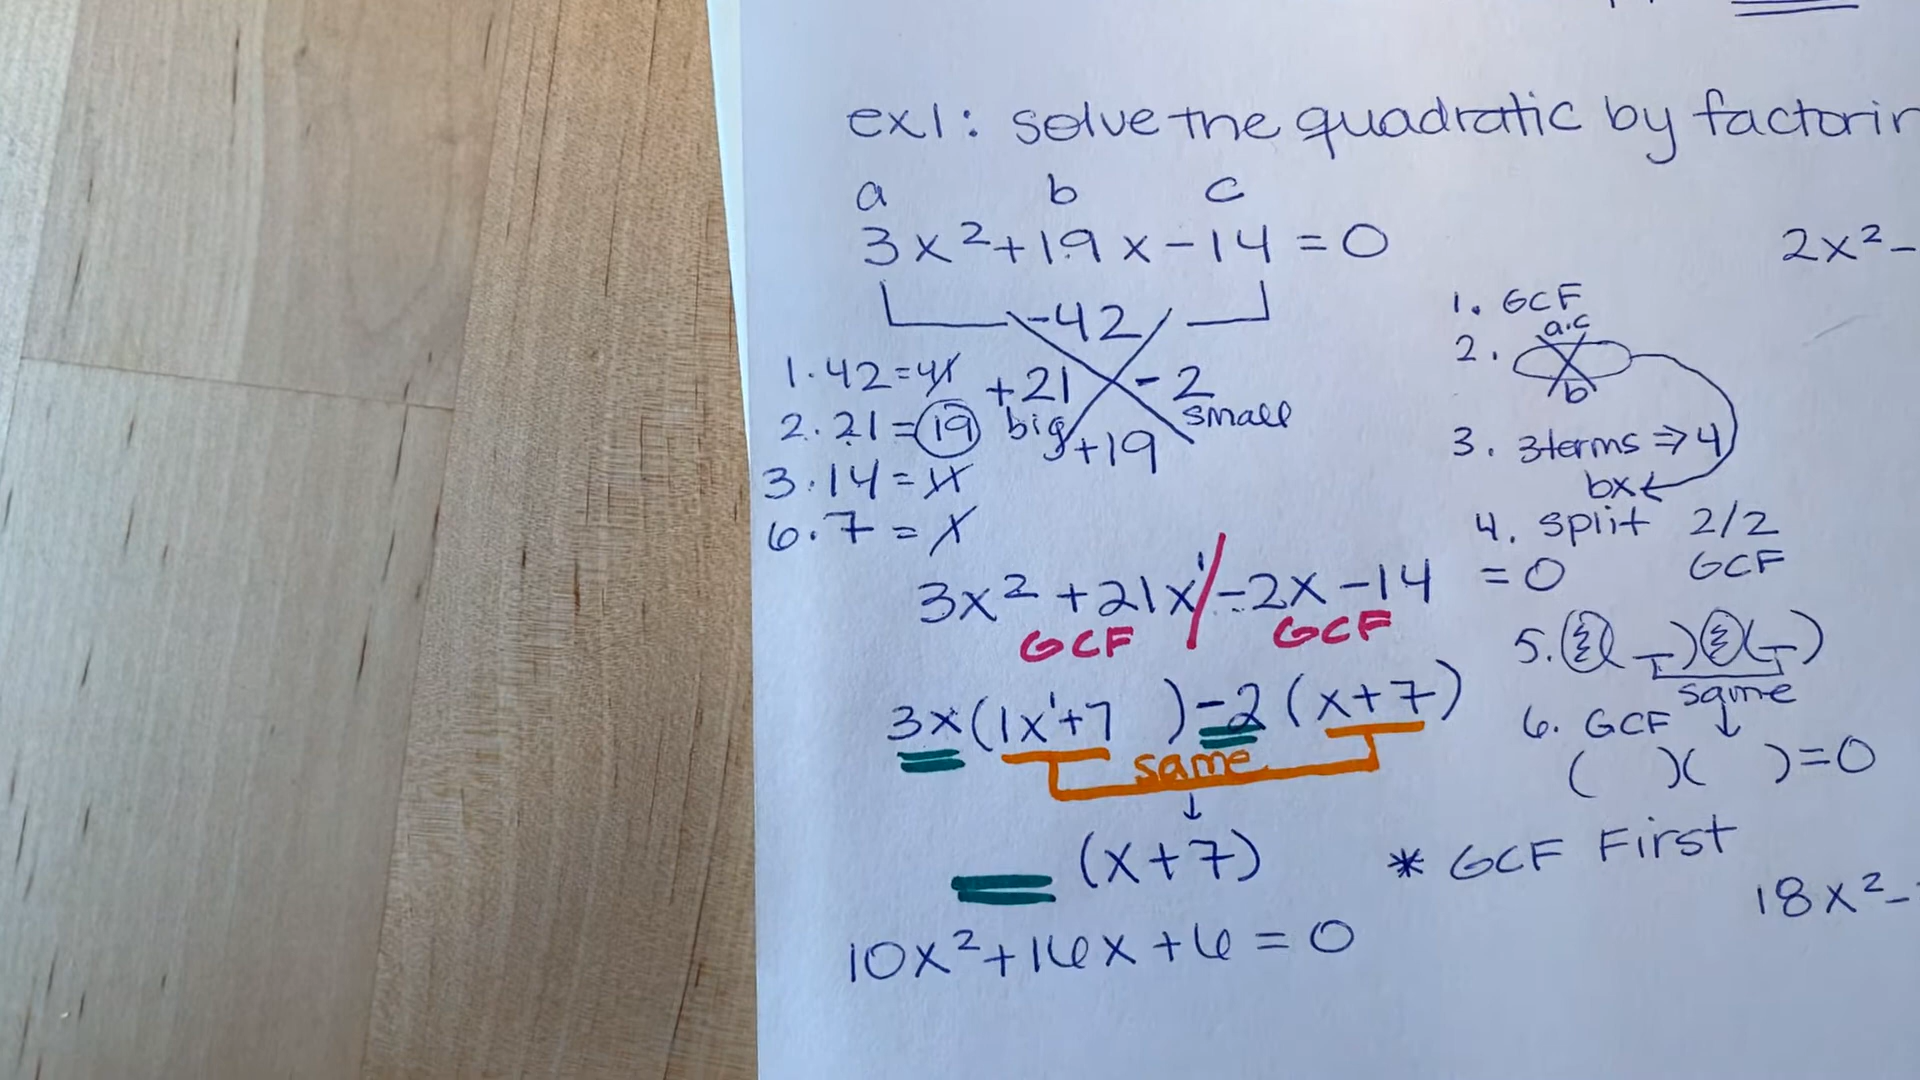 ex1: solve the quadratic by factorin
a b c
3x²+19x-14=0
2x²-
-42
1·42=41
+21 -2
big small
2·21=19
+19
3·14=11
6·7=1
1. GCF
2. a·c
b
3. 3terms ⇒ 4
bx
4. split 2/2
GCF
3x²+21x/-2x-14 =0
GCF GCF
5. ( )( )
same
3x(1x¹+7 )-2(x+7)
same
↓
6. GCF ↓
( )( )=0
(x+7)
* GCF First
18x²-
10x²+16x+6=0